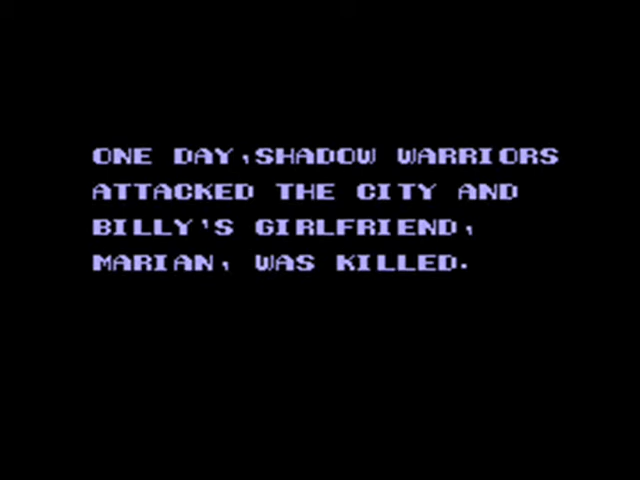 ONE DAY,SHADOW WARRIORS
ATTACKED THE CITY AND
BILLY'S GIRLFRIEND,
MARIAN, WAS KILLED.